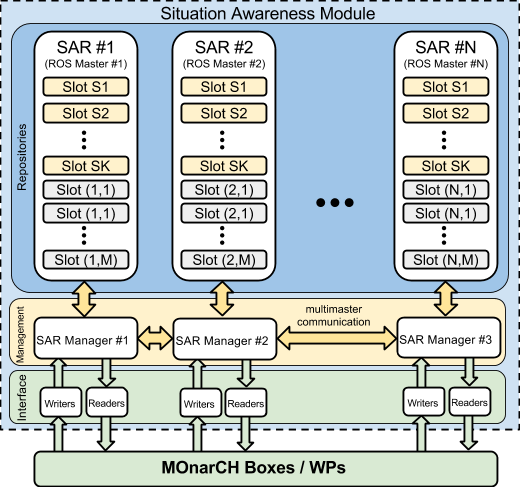 Situation Awareness Module
Repositories
SAR #1
(ROS Master #1)
Slot S1
Slot S2
Slot SK
Slot (1,1)
Slot (1,1)
Slot (1,M)
SAR #2
(ROS Master #2)
Slot S1
Slot S2
Slot SK
Slot (2,1)
Slot (2,1)
Slot (2,M)
SAR #N
(ROS Master #N)
Slot S1
Slot S2
Slot SK
Slot (N,1)
Slot (N,1)
Slot (N,M)
Management
SAR Manager #1
SAR Manager #2
multimaster
communication
SAR Manager #3
Interface
Writers
Readers
Writers
Readers
Writers
Readers
MOnarCH Boxes / WPs